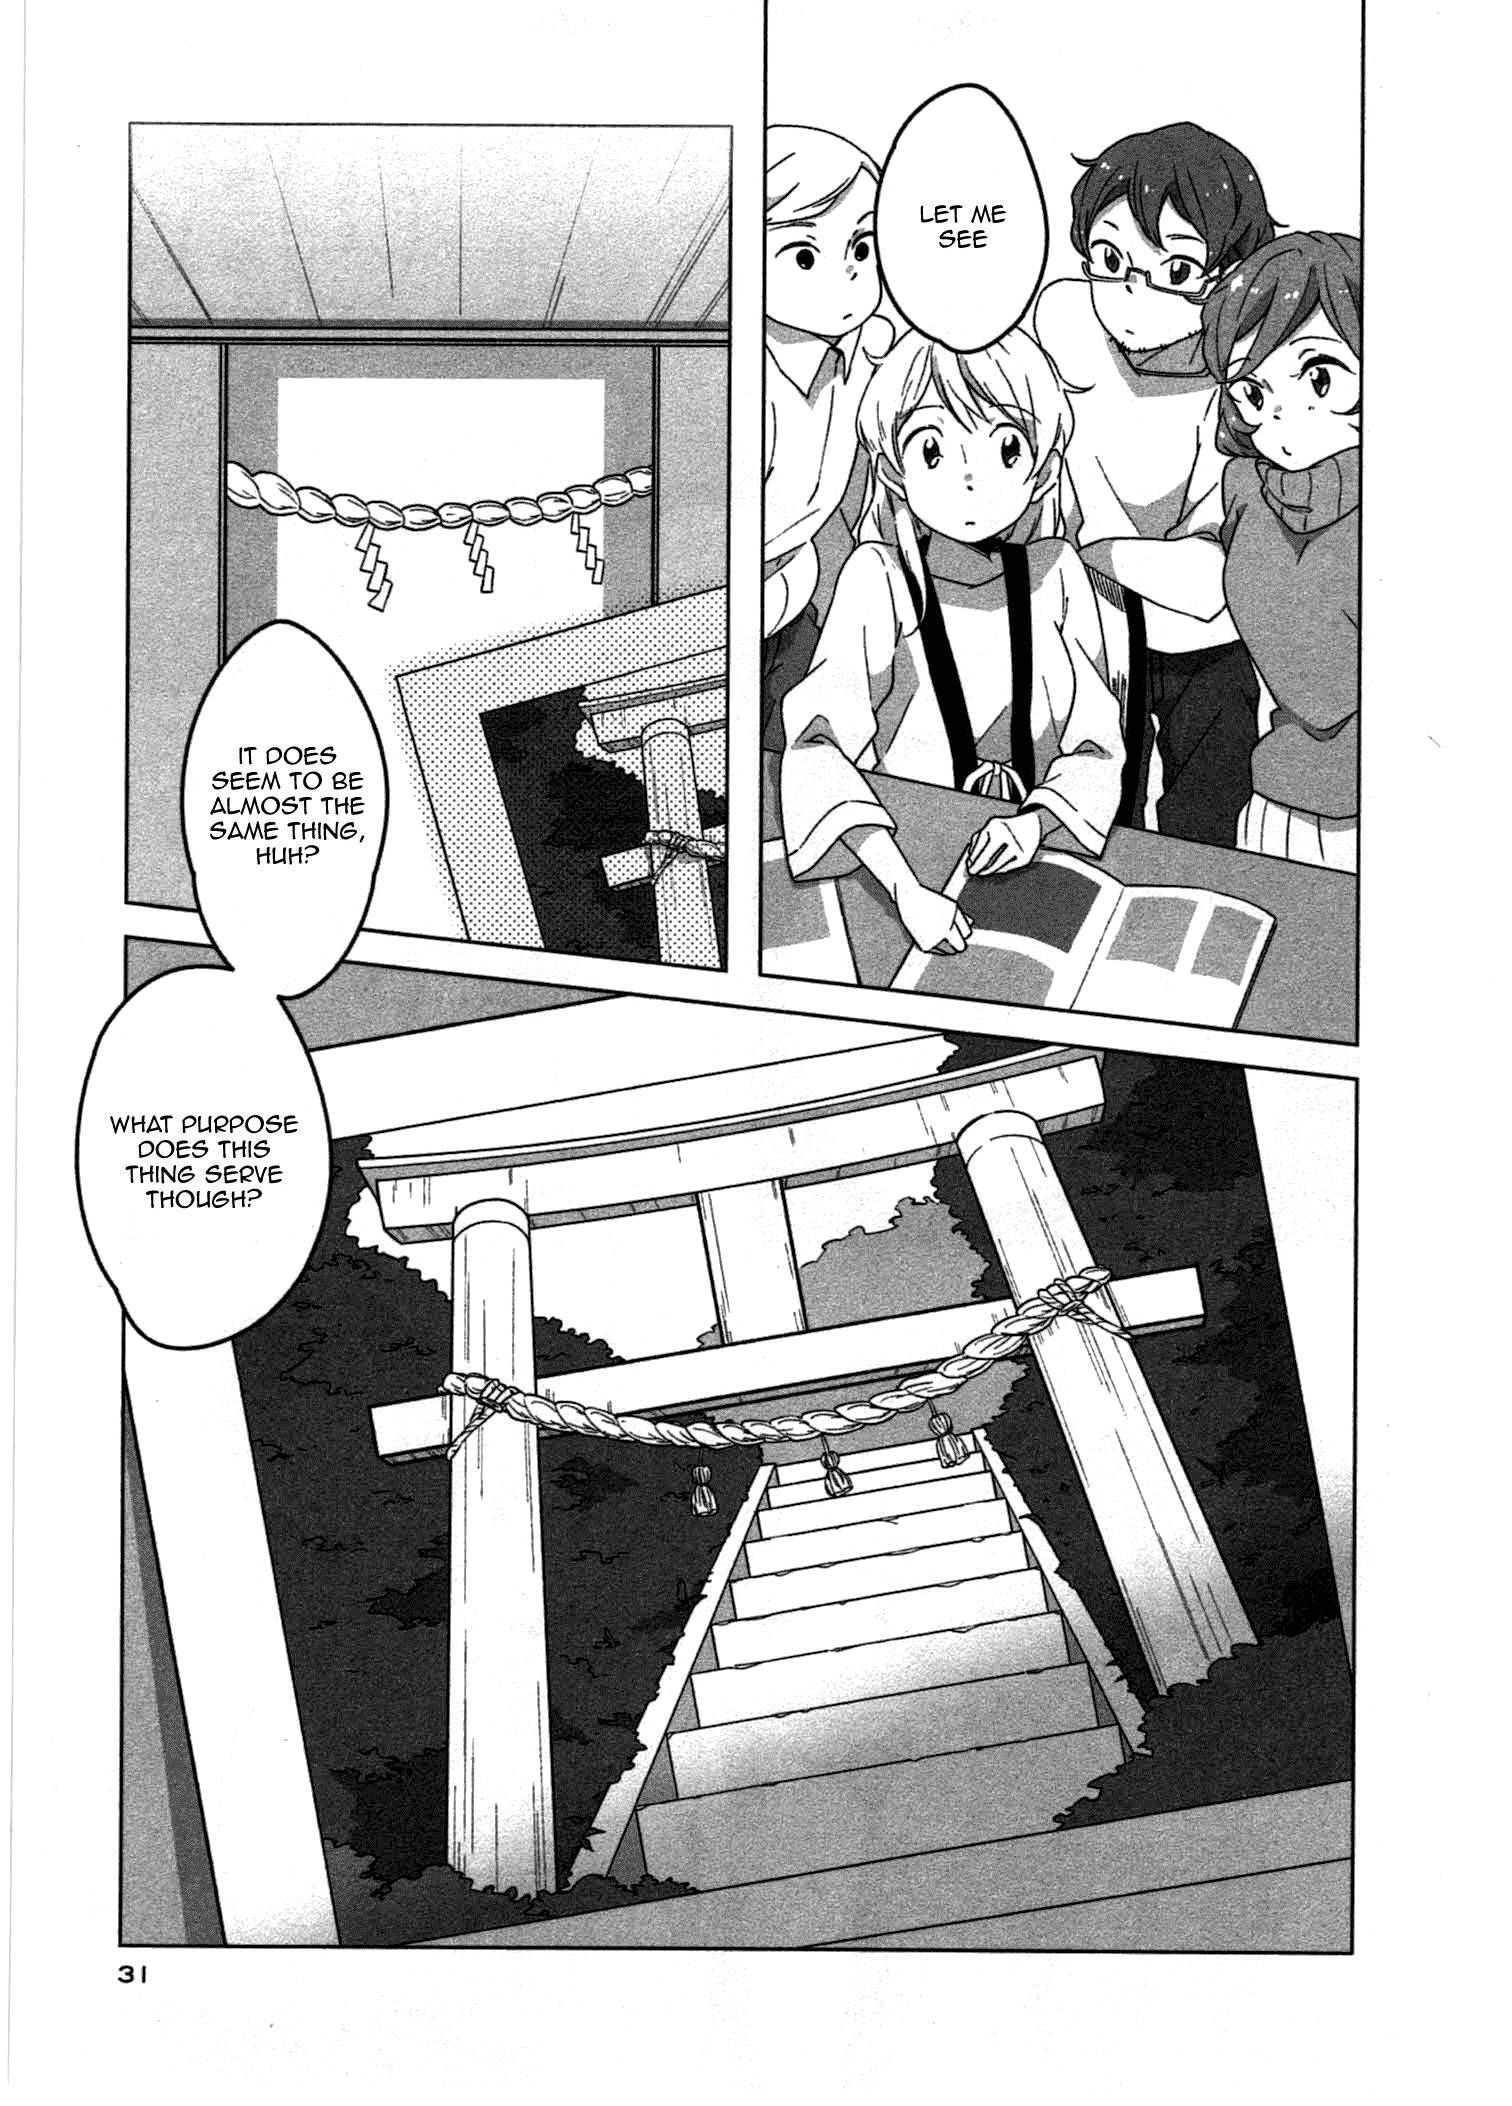 LET ME
SEE
IT DOES
SEEM TO BE
ALMOST THE
SAME THING,
HUH?
WHAT PURPOSE
DOES THIS
THING SERVE
THOUGH?
31